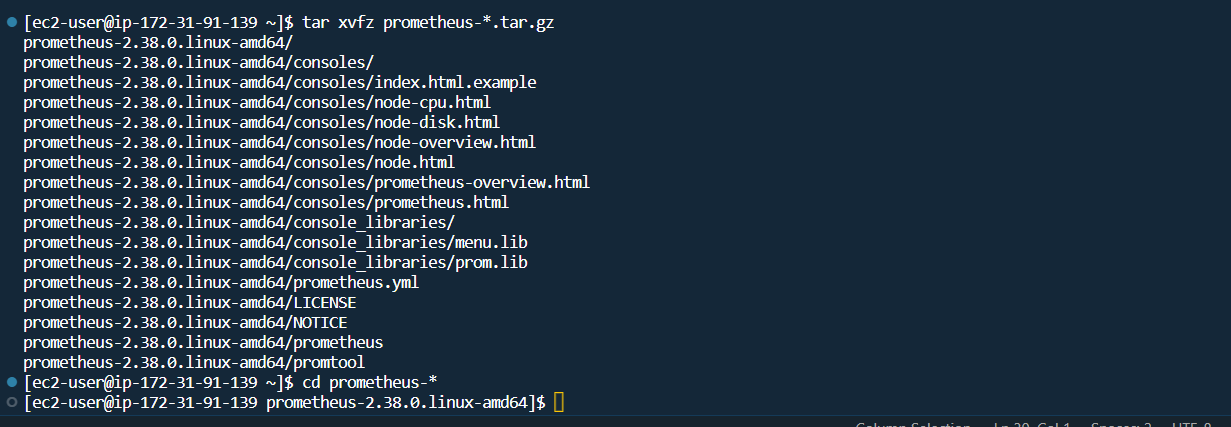 [ec2-user@ip-172-31-91-139 ~]$ tar xvfz prometheus-*.tar.gz
prometheus-2.38.0.linux-amd64/
prometheus-2.38.0.linux-amd64/consoles/
prometheus-2.38.0.linux-amd64/consoles/index.html.example
prometheus-2.38.0.linux-amd64/consoles/node-cpu.html
prometheus-2.38.0.linux-amd64/consoles/node-disk.html
prometheus-2.38.0.linux-amd64/consoles/node-overview.html
prometheus-2.38.0.linux-amd64/consoles/node.html
prometheus-2.38.0.linux-amd64/consoles/prometheus-overview.html
prometheus-2.38.0.linux-amd64/consoles/prometheus.html
prometheus-2.38.0.linux-amd64/console_libraries/
prometheus-2.38.0.linux-amd64/console_libraries/menu.lib
prometheus-2.38.0.linux-amd64/console_libraries/prom.lib
prometheus-2.38.0.linux-amd64/prometheus.yml
prometheus-2.38.0.linux-amd64/LICENSE
prometheus-2.38.0.linux-amd64/NOTICE
prometheus-2.38.0.linux-amd64/prometheus
prometheus-2.38.0.linux-amd64/promtool
[ec2-user@ip-172-31-91-139 ~]$ cd prometheus-*
[ec2-user@ip-172-31-91-139 prometheus-2.38.0.linux-amd64]$